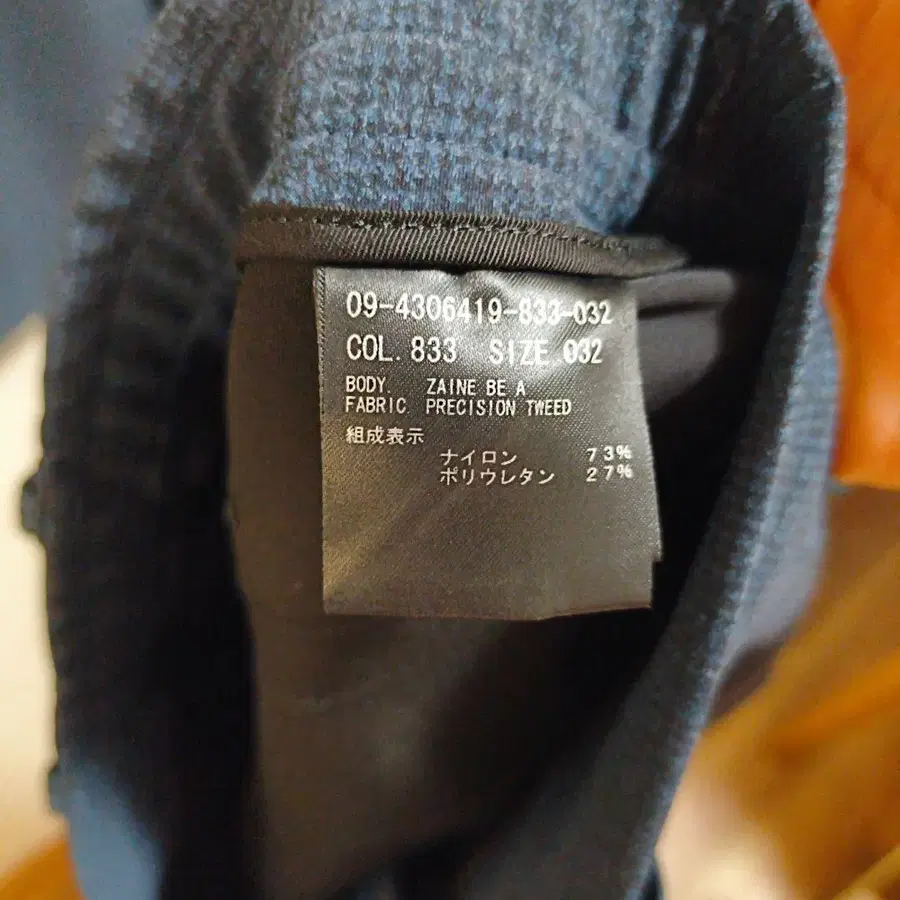 09-4306419-833-032
COL. 833 SIZE 032
BODY ZAINE BE A
FABRIC PRECISION TWEED
組成表示
ナイロン 73%
ポリウレタン 27%